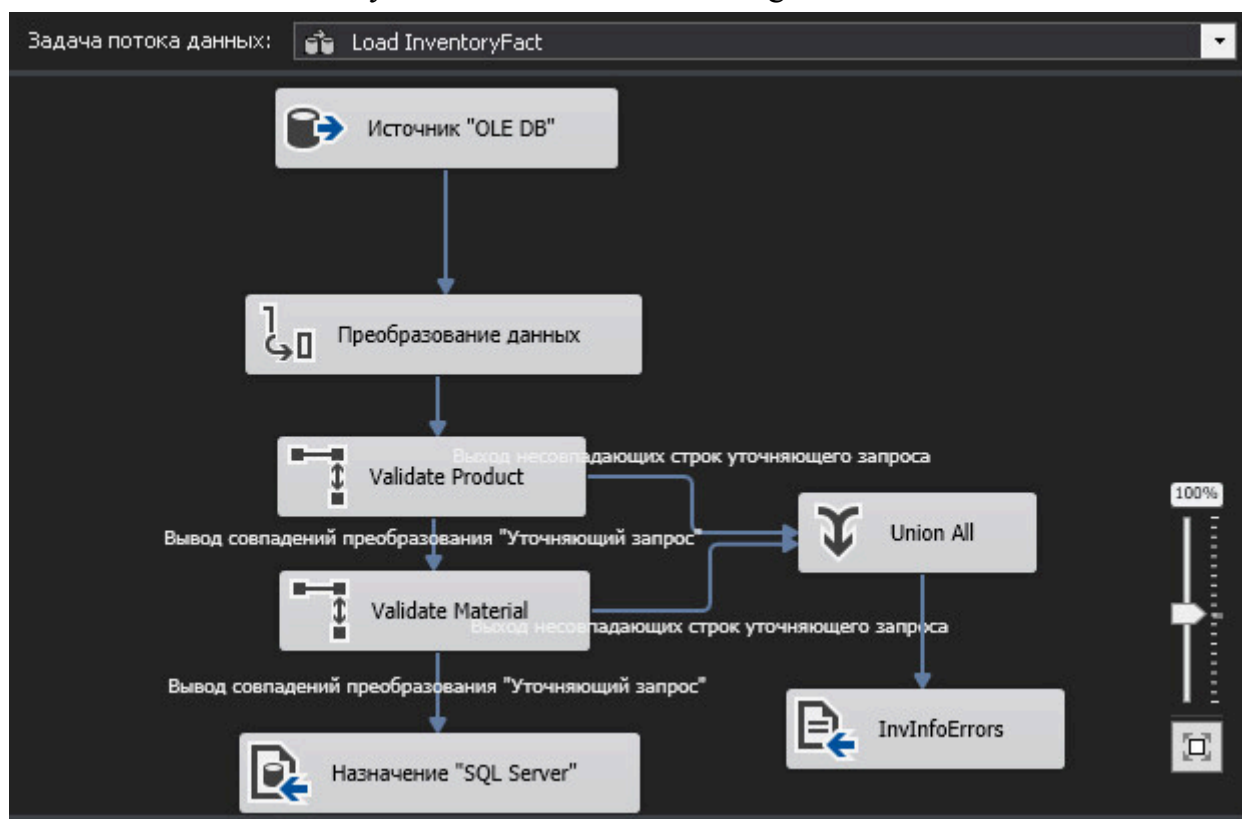 Задача потока данных: Load InventoryFact
Источник "OLE DB"
Преобразование данных
Выход несовпадающих строк уточняющего запроса
Validate Product
100%
Union All
Вывод совпадений преобразования "Уточняющий запрос"
Validate Material
Выход несовпадающих строк уточняющего запроса
Вывод совпадений преобразования "Уточняющий запрос"
InvInfoErrors
Назначение "SQL Server"